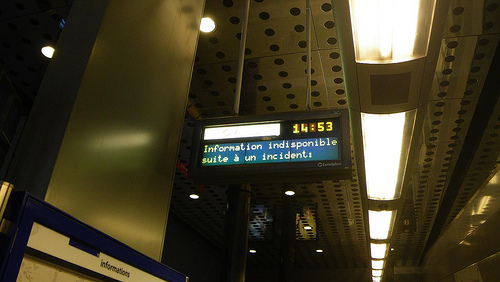 14:53
Information indisponible
suite à un incident:
informations